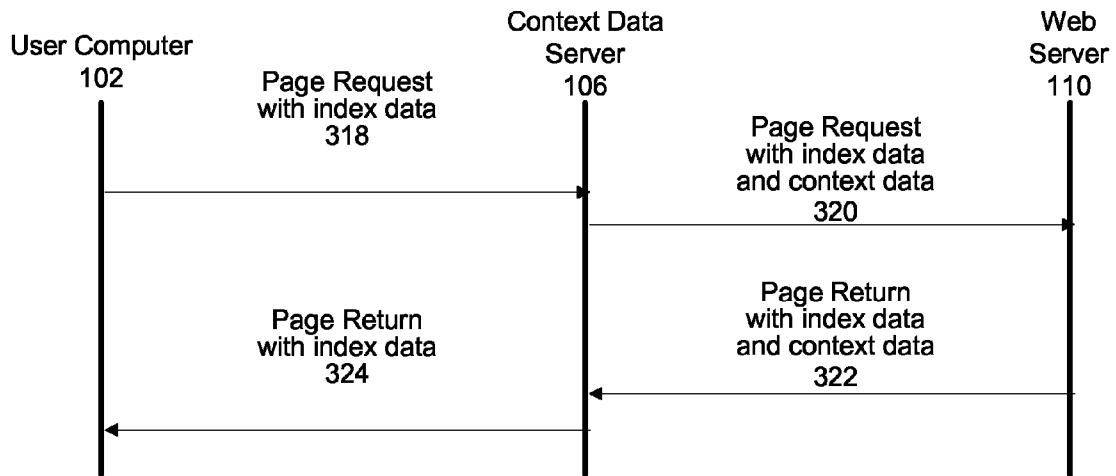 User Computer
102
Context Data
Server
106
Web
Server
110
Page Request
with index data
318
Page Request
with index data
and context data
320
Page Return
with index data
and context data
322
Page Return
with index data
324